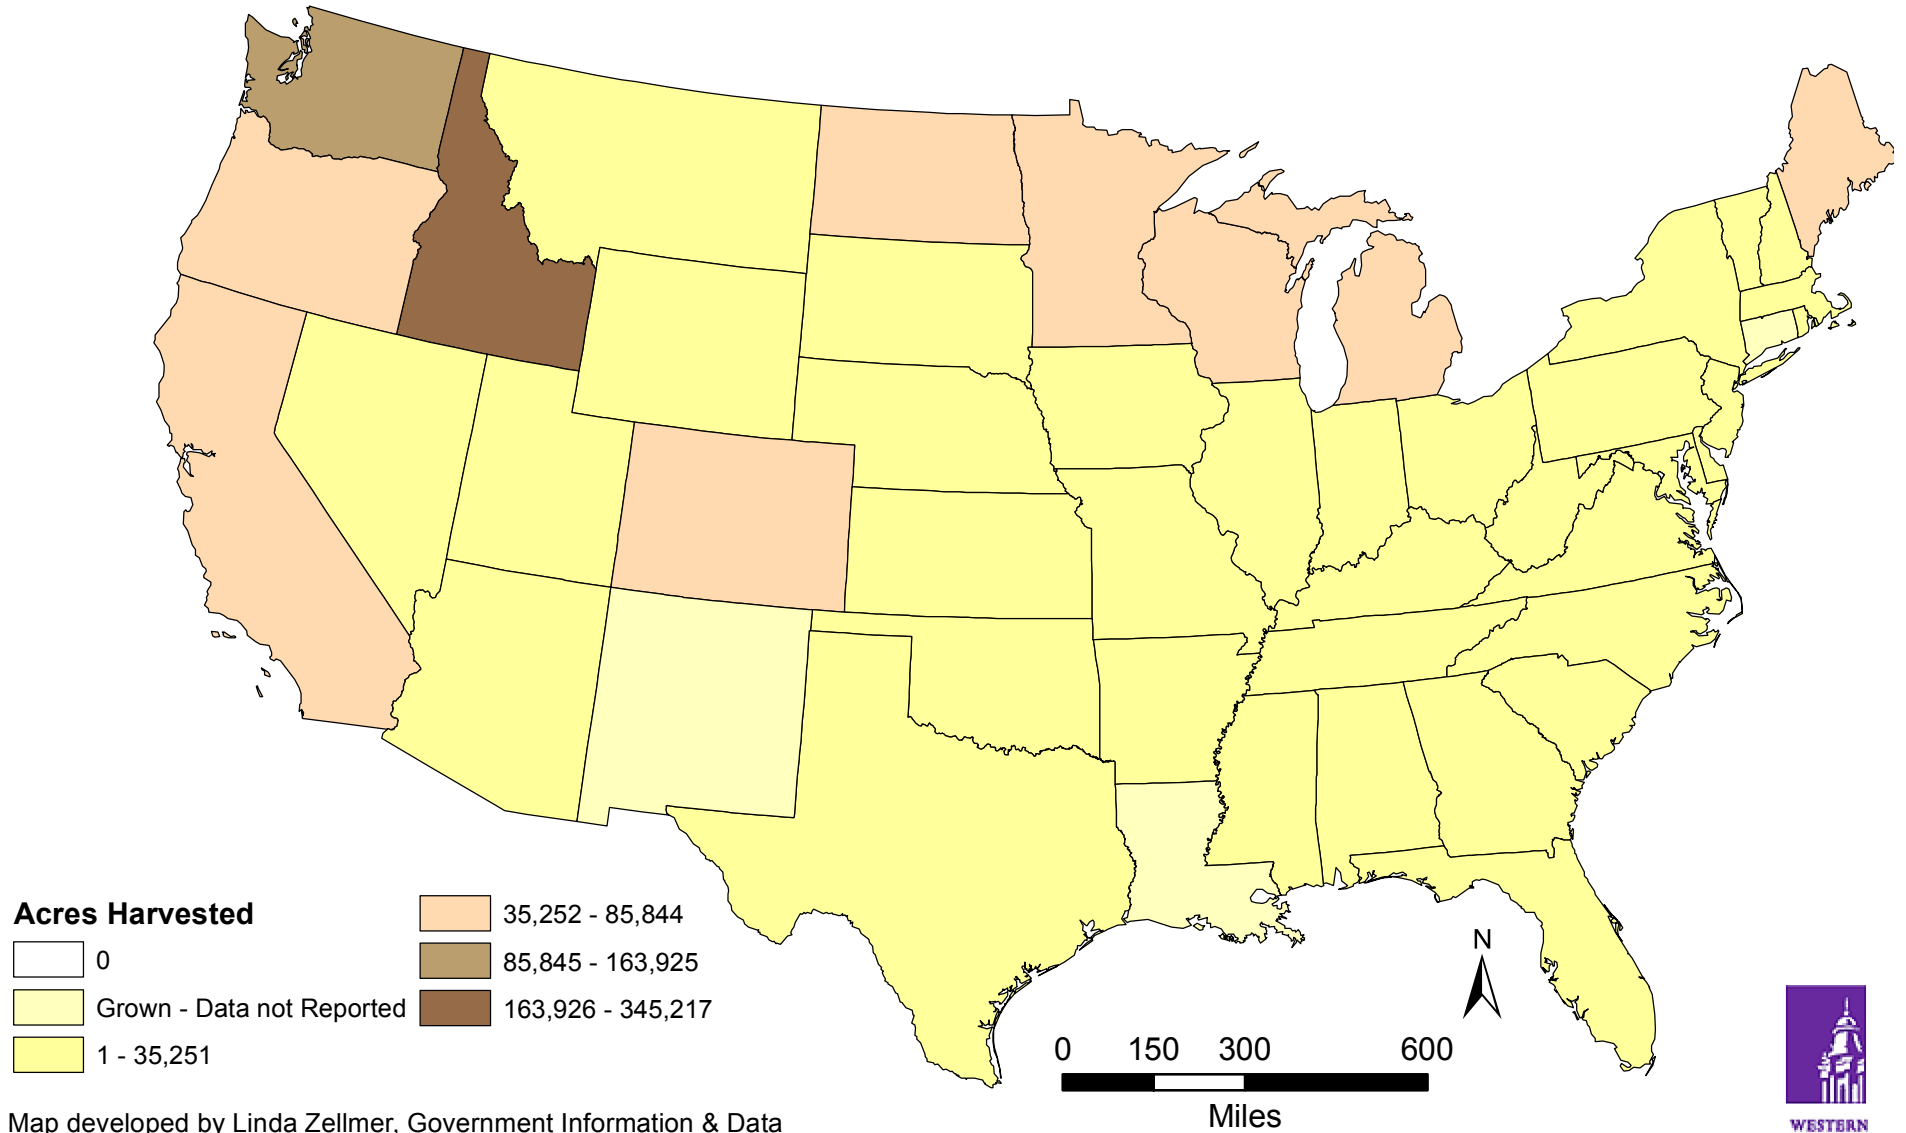 Acres Harvested
0
Grown - Data not Reported
1 - 35,251
35,252 - 85,844
85,845 - 163,925
163,926 - 345,217
N
0 150 300 600
Miles
WESTERN
Map developed by Linda Zellmer, Government Information & Data